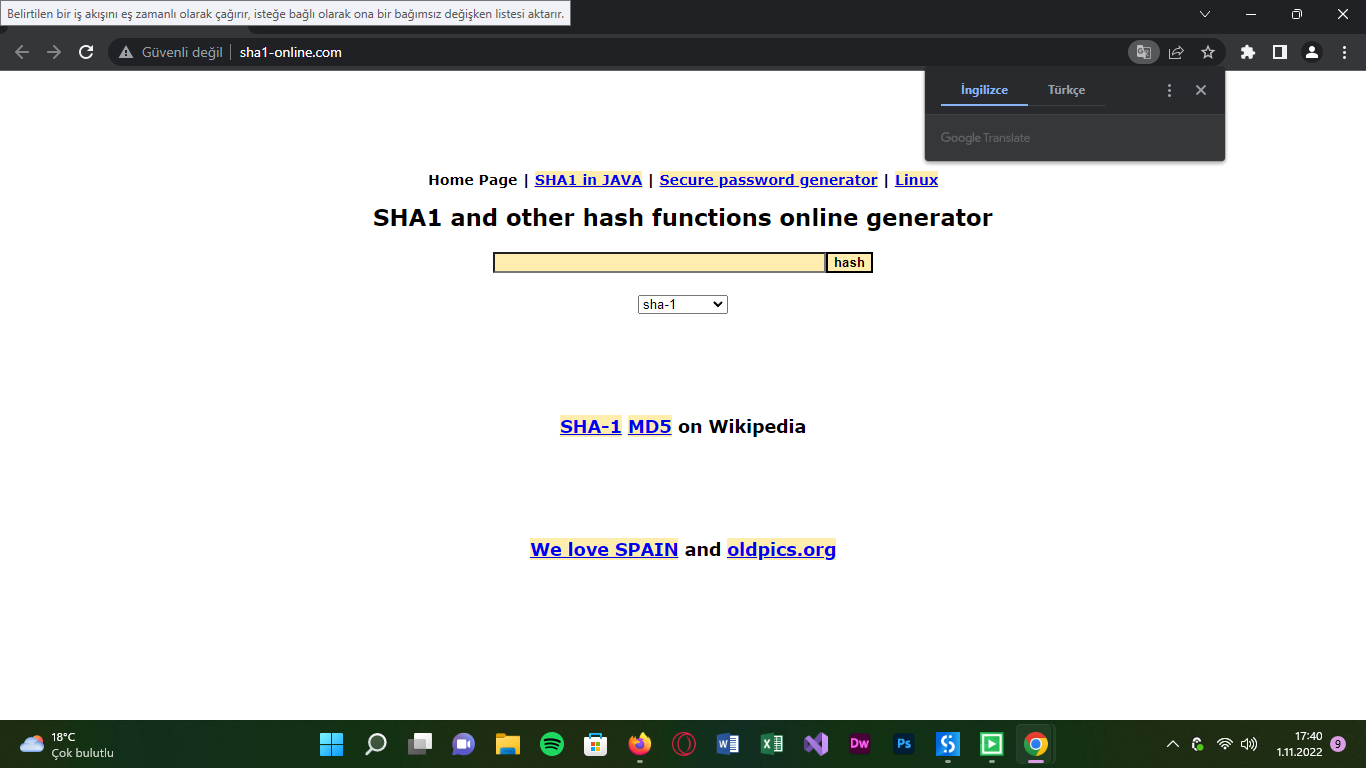 Belirtilen bir iş akışını eş zamanlı olarak çağırır, isteğe bağlı olarak ona bir bağımsız değişken listesi aktarır.
Güvenli değil
sha1-online.com
İngilizce
Türkçe
Google Translate
Home Page | SHA1 in JAVA | Secure password generator | Linux
SHA1 and other hash functions online generator
hash
sha-1
SHA-1 MD5 on Wikipedia
We love SPAIN and oldpics.org
18°C
Çok bulutlu
W
X
Dw
Ps
17:40
1.11.2022
9